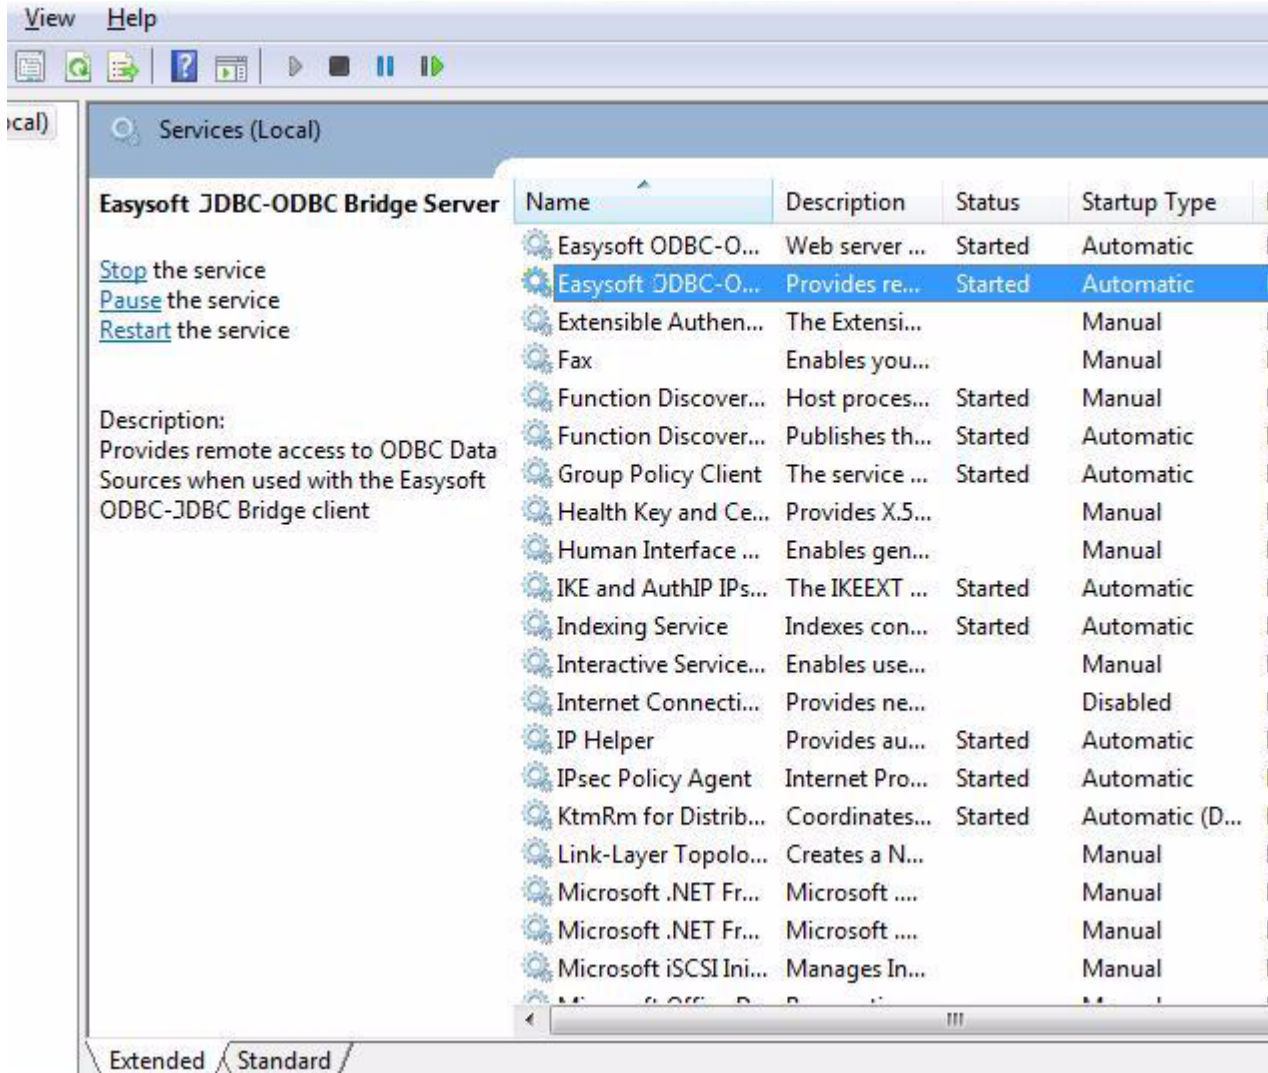 View Help
ocal)
Services (Local)
Easysoft JDBC-ODBC Bridge Server
Stop the service
Pause the service
Restart the service
Description:
Provides remote access to ODBC Data
Sources when used with the Easysoft
ODBC-JDBC Bridge client
Name Description Status Startup Type
Easysoft ODBC-O... Web server ... Started Automatic
Easysoft JDBC-O... Provides re... Started Automatic
Extensible Authen... The Extensi... Manual
Fax Enables you... Manual
Function Discover... Host proces... Started Manual
Function Discover... Publishes th... Started Automatic
Group Policy Client The service ... Started Automatic
Health Key and Ce... Provides X.5... Manual
Human Interface ... Enables gen... Manual
IKE and AuthIP IPs... The IKEEXT ... Started Automatic
Indexing Service Indexes con... Started Automatic
Interactive Service... Enables use... Manual
Internet Connecti... Provides ne... Disabled
IP Helper Provides au... Started Automatic
IPsec Policy Agent Internet Pro... Started Automatic
KtmRm for Distrib... Coordinates... Started Automatic (D...
Link-Layer Topolo... Creates a N... Manual
Microsoft .NET Fr... Microsoft .... Manual
Microsoft .NET Fr... Microsoft .... Manual
Microsoft iSCSI Ini... Manages In... Manual
Extended Standard